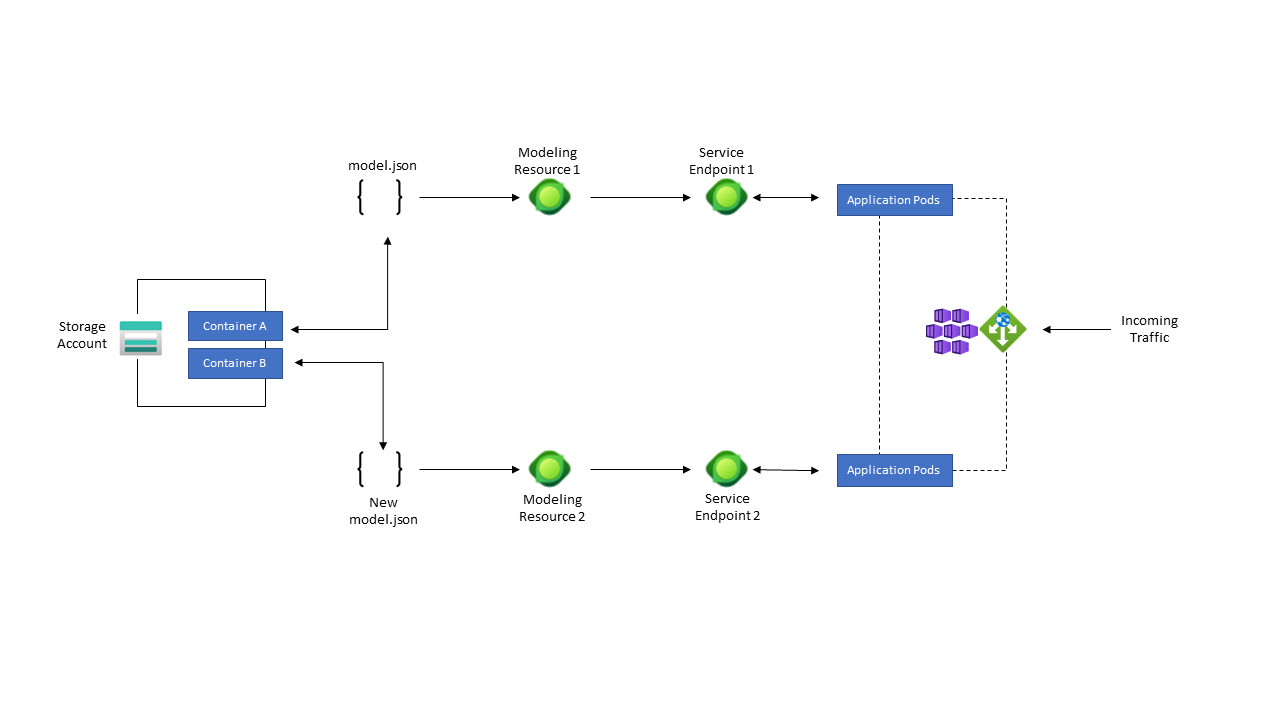 model.json
{ }
Modeling
Resource 1
Service
Endpoint 1
Application Pods
Storage
Account
Container A
Container B
Incoming
Traffic
{ }
New
model.json
Modeling
Resource 2
Service
Endpoint 2
Application Pods